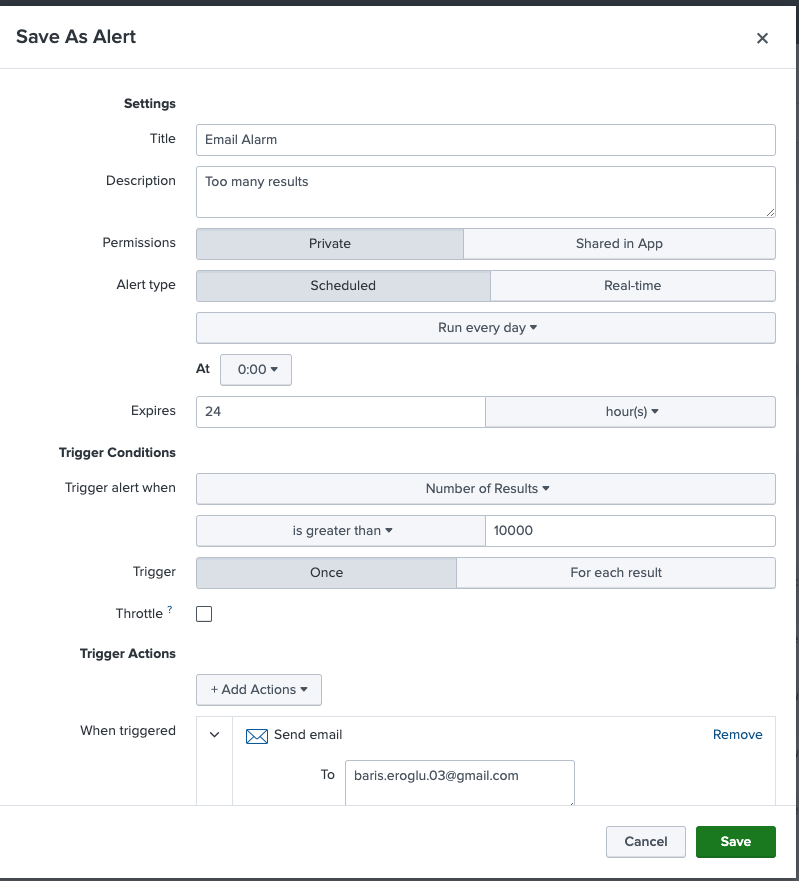 Save As Alert
Settings
Title Email Alarm
Description Too many results
Permissions Private Shared in App
Alert type Scheduled Real-time
Run every day
At 0:00
Expires 24 hour(s)
Trigger Conditions
Trigger alert when Number of Results
is greater than 10000
Trigger Once For each result
Throttle ?
Trigger Actions
+ Add Actions
When triggered Send email Remove
To baris.eroglu.03@gmail.com
Cancel Save